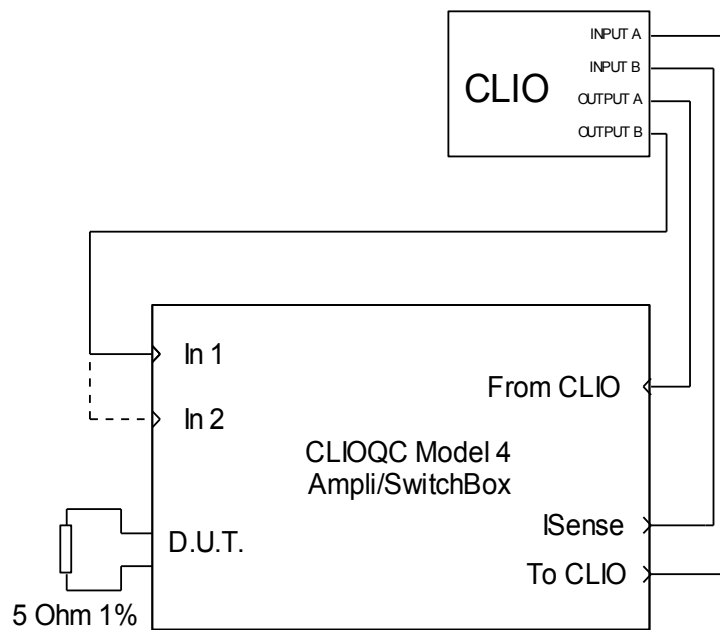 INPUT A
INPUT B
CLIO
OUTPUT A
OUTPUT B
In 1
From CLIO
In 2
CLIOQC Model 4
Ampli/SwitchBox
ISense
D.U.T.
To CLIO
5 Ohm 1%